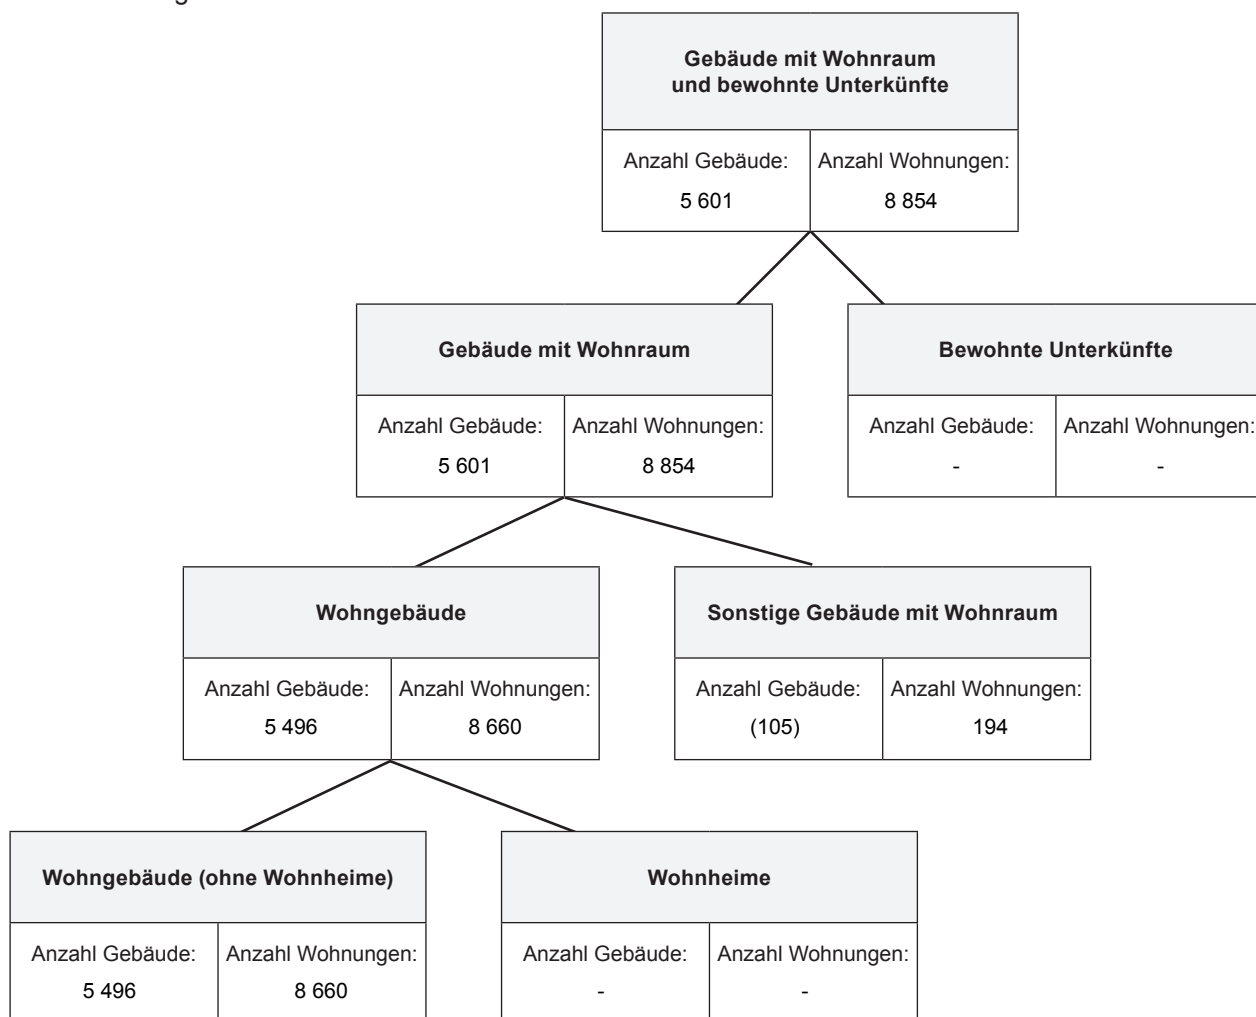 Gebäude mit Wohnraum
und bewohnte Unterkünfte
Anzahl Gebäude:
Anzahl Wohnungen:
5 601
8 854
Gebäude mit Wohnraum
Bewohnte Unterkünfte
Anzahl Gebäude:
Anzahl Wohnungen:
Anzahl Gebäude:
Anzahl Wohnungen:
5 601
8 854
-
-
Wohngebäude
Sonstige Gebäude mit Wohnraum
Anzahl Gebäude:
Anzahl Wohnungen:
Anzahl Gebäude:
Anzahl Wohnungen:
5 496
8 660
(105)
194
Wohngebäude (ohne Wohnheime)
Wohnheime
Anzahl Gebäude:
Anzahl Wohnungen:
Anzahl Gebäude:
Anzahl Wohnungen:
5 496
8 660
-
-